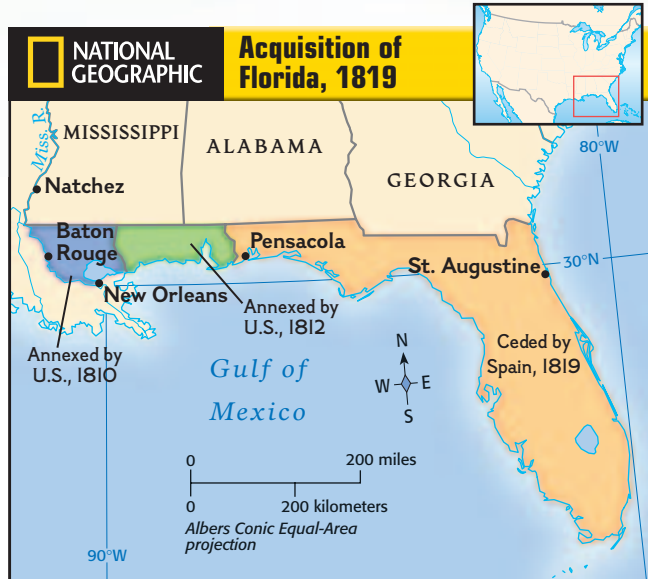 NATIONAL
GEOGRAPHIC
Acquisition of
Florida, 1819
Miss. R.
MISSISSIPPI
ALABAMA
GEORGIA
80°W
Natchez
Baton
Rouge
Pensacola
St. Augustine
30°N
New Orleans
Annexed by
U.S., 1812
Annexed by
U.S., 1810
Ceded by
Spain, 1819
Gulf of
Mexico
N
W
E
S
0
200 miles
0
200 kilometers
Albers Conic Equal-Area
projection
90°W